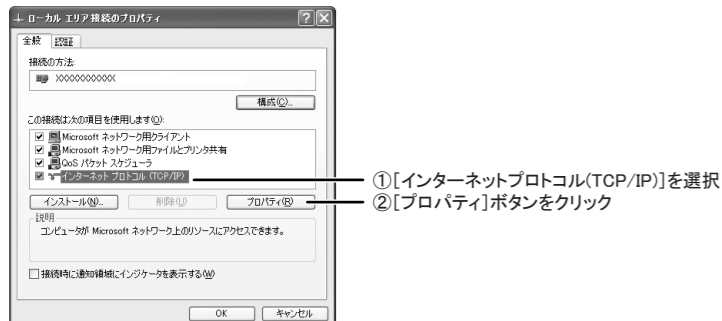 ローカル エリア接続のプロパティ
全般 認証
接続の方法:
XXXXXXXXXXX
構成(C)...
この接続は次の項目を使用します(O):
Microsoft ネットワーク用クライアント
Microsoft ネットワーク用ファイルとプリンタ共有
QoS パケット スケジューラ
インターネット プロトコル (TCP/IP)
①[インターネットプロトコル(TCP/IP)]を選択
インストール(N)... 削除(U) プロパティ(R)
②[プロパティ]ボタンをクリック
説明
コンピュータが Microsoft ネットワーク上のリソースにアクセスできます。
接続時に通知領域にインジケータを表示する(W)
OK キャンセル